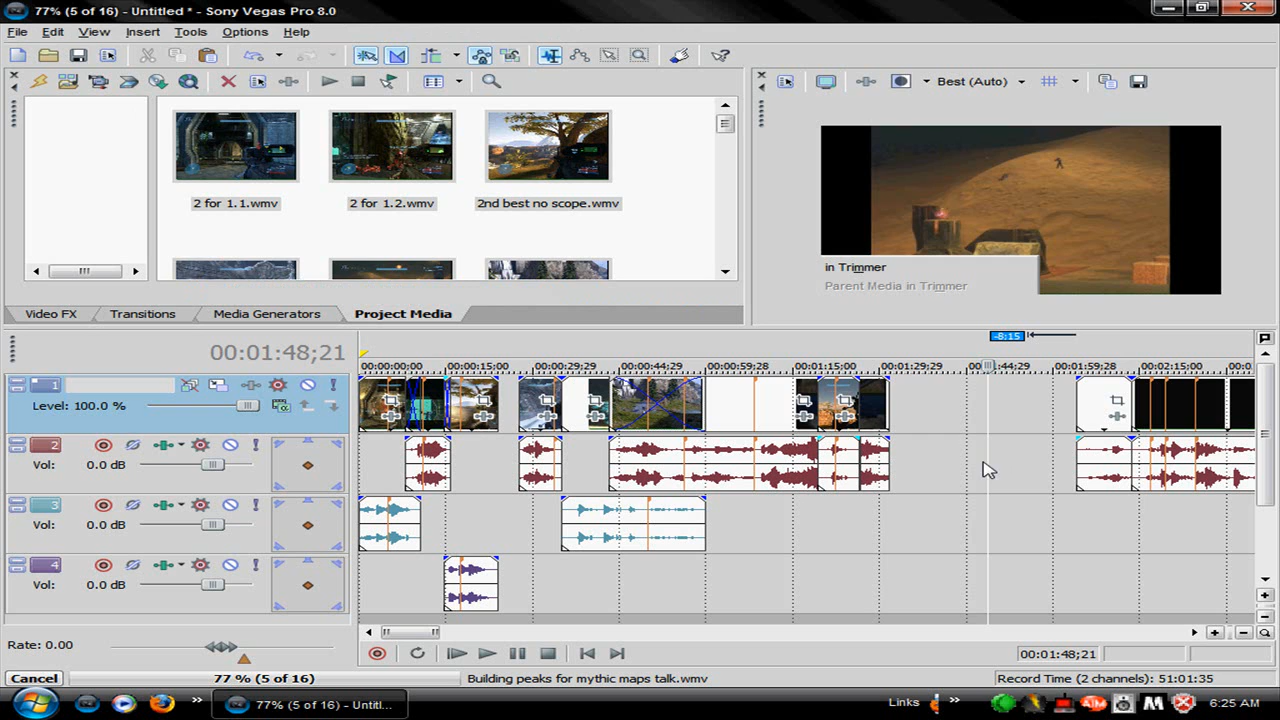 77% (5 of 16) - Untitled * - Sony Vegas Pro 8.0
File Edit View Insert Tools Options Help
Best (Auto)
2 for 1.1.wmv 2 for 1.2.wmv 2nd best no scope.wmv
in Trimmer
Parent Media in Trimmer
Video FX Transitions Media Generators Project Media
-8:15
00:01:48;21
00:00:00;00 00:00:15;00 00:00:29;29 00:00:44;29 00:00:59;28 00:01:15;00 00:01:29;29 00:01:44;29 00:01:59;28 00:02:15;00
1
Level: 100.0 %
2
Vol: 0.0 dB
3
Vol: 0.0 dB
4
Vol: 0.0 dB
Rate: 0.00
00:01:48;21
Cancel 77 % (5 of 16) Building peaks for mythic maps talk.wmv Record Time (2 channels): 51:01:35
77% (5 of 16) - Untitl... Links AIM M 6:25 AM